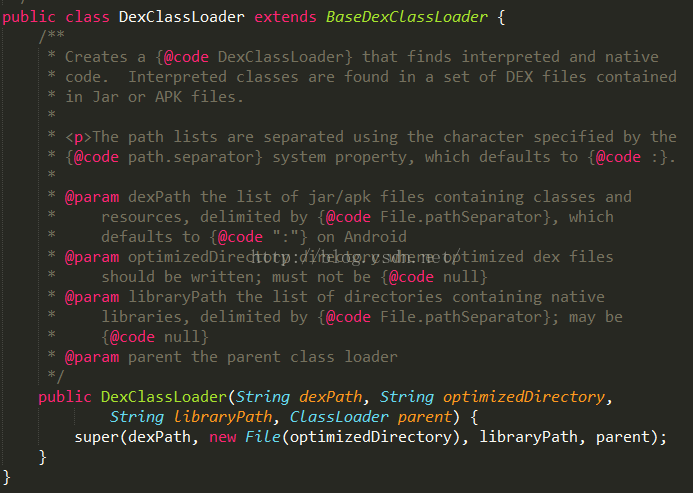 public class DexClassLoader extends BaseDexClassLoader {
/**
* Creates a {@code DexClassLoader} that finds interpreted and native
* code.  Interpreted classes are found in a set of DEX files contained
* in Jar or APK files.
*
* <p>The path lists are separated using the character specified by the
* {@code path.separator} system property, which defaults to {@code :}.
*
* @param dexPath the list of jar/apk files containing classes and
*     resources, delimited by {@code File.pathSeparator}, which
*     defaults to {@code ":"} on Android
* @param optimizedDirectory directory where optimized dex files
http://blog.csdn.net/
*     should be written; must not be {@code null}
* @param libraryPath the list of directories containing native
*     libraries, delimited by {@code File.pathSeparator}; may be
*     {@code null}
* @param parent the parent class loader
*/
public DexClassLoader(String dexPath, String optimizedDirectory,
String libraryPath, ClassLoader parent) {
super(dexPath, new File(optimizedDirectory), libraryPath, parent);
}
}